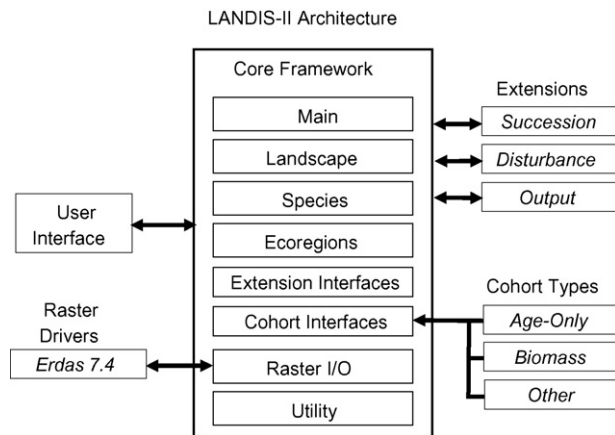 LANDIS-II Architecture
Core Framework
Main
Landscape
Species
Ecoregions
Extension Interfaces
Cohort Interfaces
Raster I/O
Utility
User
Interface
Raster
Drivers
Erdas 7.4
Extensions
Succession
Disturbance
Output
Cohort Types
Age-Only
Biomass
Other